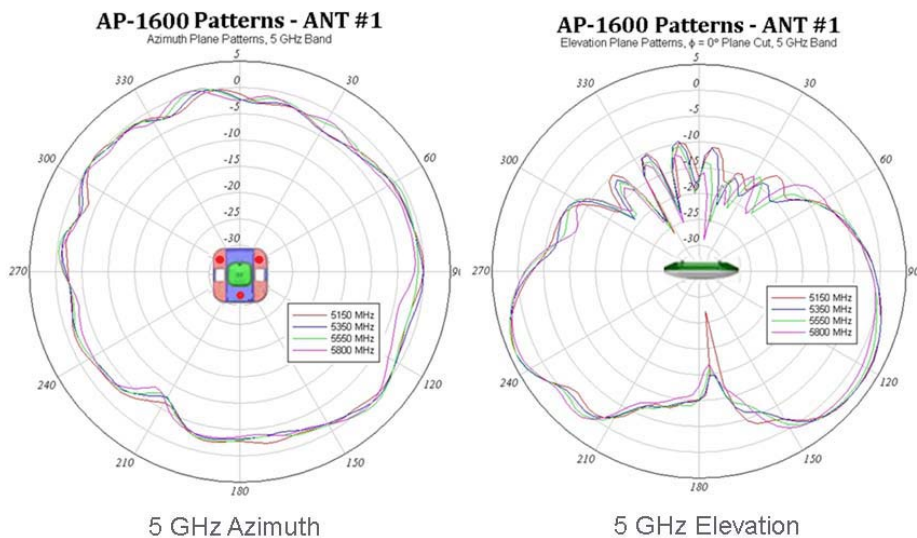 AP-1600 Patterns - ANT #1
Azimuth Plane Patterns, 5 GHz Band
5
0
-5
-10
-15
-20
-25
-30
330
30
300
60
270
90
240
120
210
150
180
5150 MHz
5350 MHz
5550 MHz
5800 MHz
5 GHz Azimuth
AP-1600 Patterns - ANT #1
Elevation Plane Patterns, ϕ = 0° Plane Cut, 5 GHz Band
5
0
-5
-10
-15
-20
-25
-30
330
30
300
60
270
90
240
120
210
150
180
5150 MHz
5350 MHz
5550 MHz
5800 MHz
5 GHz Elevation